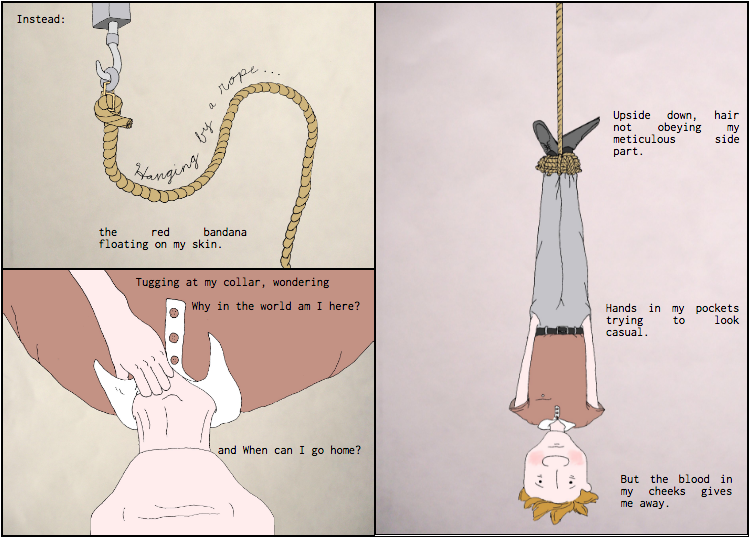 Instead:
Hanging by a rope...
the red bandana
floating on my skin.
Tugging at my collar, wondering
Why in the world am I here?
and When can I go home?
Upside down, hair
not obeying my
meticulous side
part.
Hands in my pockets
trying to look
casual.
But the blood in
my cheeks gives
me away.